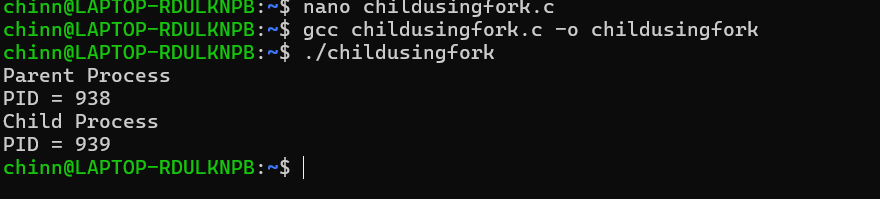 chinn@LAPTOP-RDULKNPB:~$ nano childusingfork.c
chinn@LAPTOP-RDULKNPB:~$ gcc childusingfork.c -o childusingfork
chinn@LAPTOP-RDULKNPB:~$ ./childusingfork
Parent Process
PID = 938
Child Process
PID = 939
chinn@LAPTOP-RDULKNPB:~$